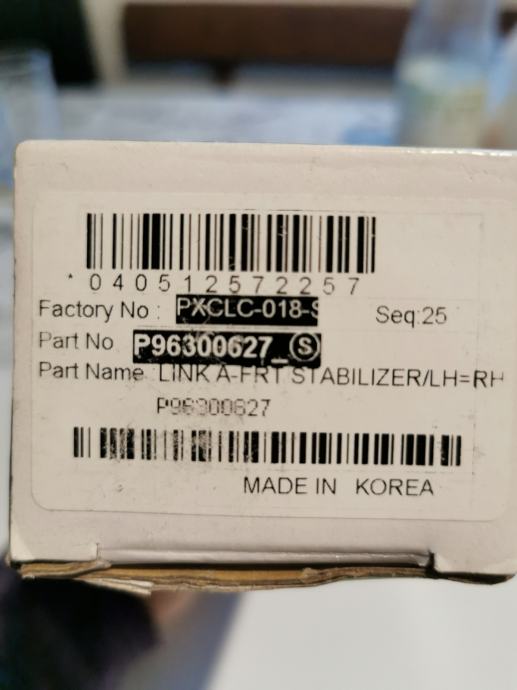 *040512572257
Factory No : PXCLC-018-S
Seq:25
Part No P96300627_Ⓢ
Part Name LINK A-FRT STABILIZER/LH=RH
P96300627
MADE IN KOREA